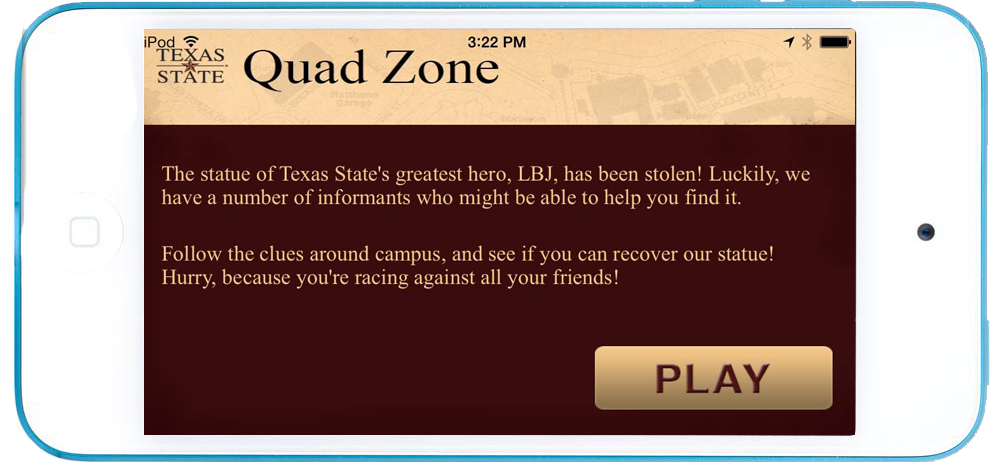 iPod 3:22 PM
TEXAS
STATE
Quad Zone
The statue of Texas State's greatest hero, LBJ, has been stolen! Luckily, we
have a number of informants who might be able to help you find it.
Follow the clues around campus, and see if you can recover our statue!
Hurry, because you're racing against all your friends!
PLAY